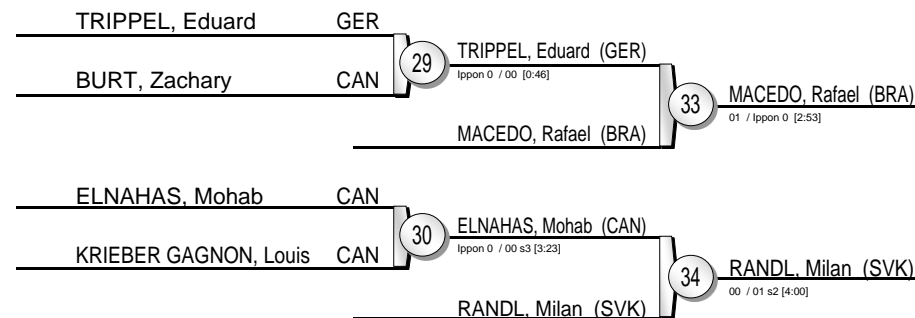 TRIPPEL, Eduard GER
BURT, Zachary CAN
29
TRIPPEL, Eduard (GER)
Ippon 0 / 00 [0:46]
MACEDO, Rafael (BRA)
33
MACEDO, Rafael (BRA)
01 / Ippon 0 [2:53]
ELNAHAS, Mohab CAN
KRIEBER GAGNON, Louis CAN
30
ELNAHAS, Mohab (CAN)
Ippon 0 / 00 s3 [3:23]
RANDL, Milan (SVK)
34
RANDL, Milan (SVK)
00 / 01 s2 [4:00]